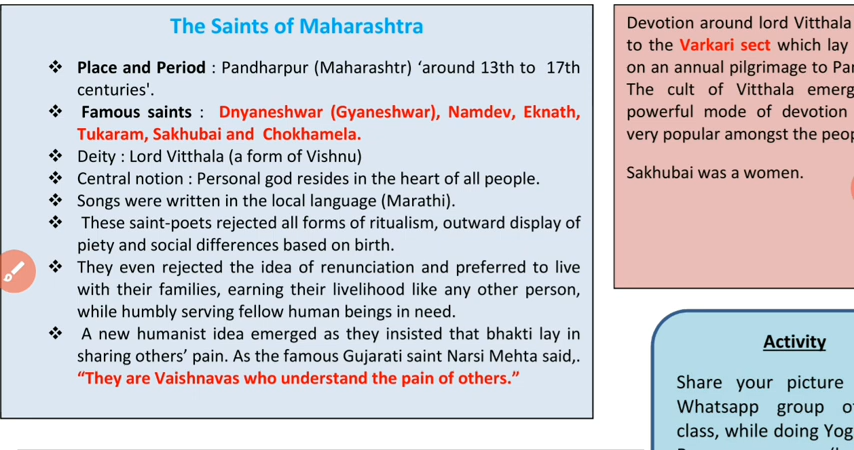 The Saints of Maharashtra
❖ Place and Period : Pandharpur (Maharashtr) ‘around 13th to 17th
centuries'.
❖ Famous saints : Dnyaneshwar (Gyaneshwar), Namdev, Eknath,
Tukaram, Sakhubai and Chokhamela.
❖ Deity : Lord Vitthala (a form of Vishnu)
❖ Central notion : Personal god resides in the heart of all people.
❖ Songs were written in the local language (Marathi).
❖ These saint-poets rejected all forms of ritualism, outward display of
piety and social differences based on birth.
❖ They even rejected the idea of renunciation and preferred to live
with their families, earning their livelihood like any other person,
while humbly serving fellow human beings in need.
❖ A new humanist idea emerged as they insisted that bhakti lay in
sharing others’ pain. As the famous Gujarati saint Narsi Mehta said,.
“They are Vaishnavas who understand the pain of others.”
Devotion around lord Vitthala
to the Varkari sect which lay
on an annual pilgrimage to
The cult of Vitthala
powerful mode of devotion
very popular amongst the
Sakhubai was a women.
Activity
Share your picture
Whatsapp group
class, while doing